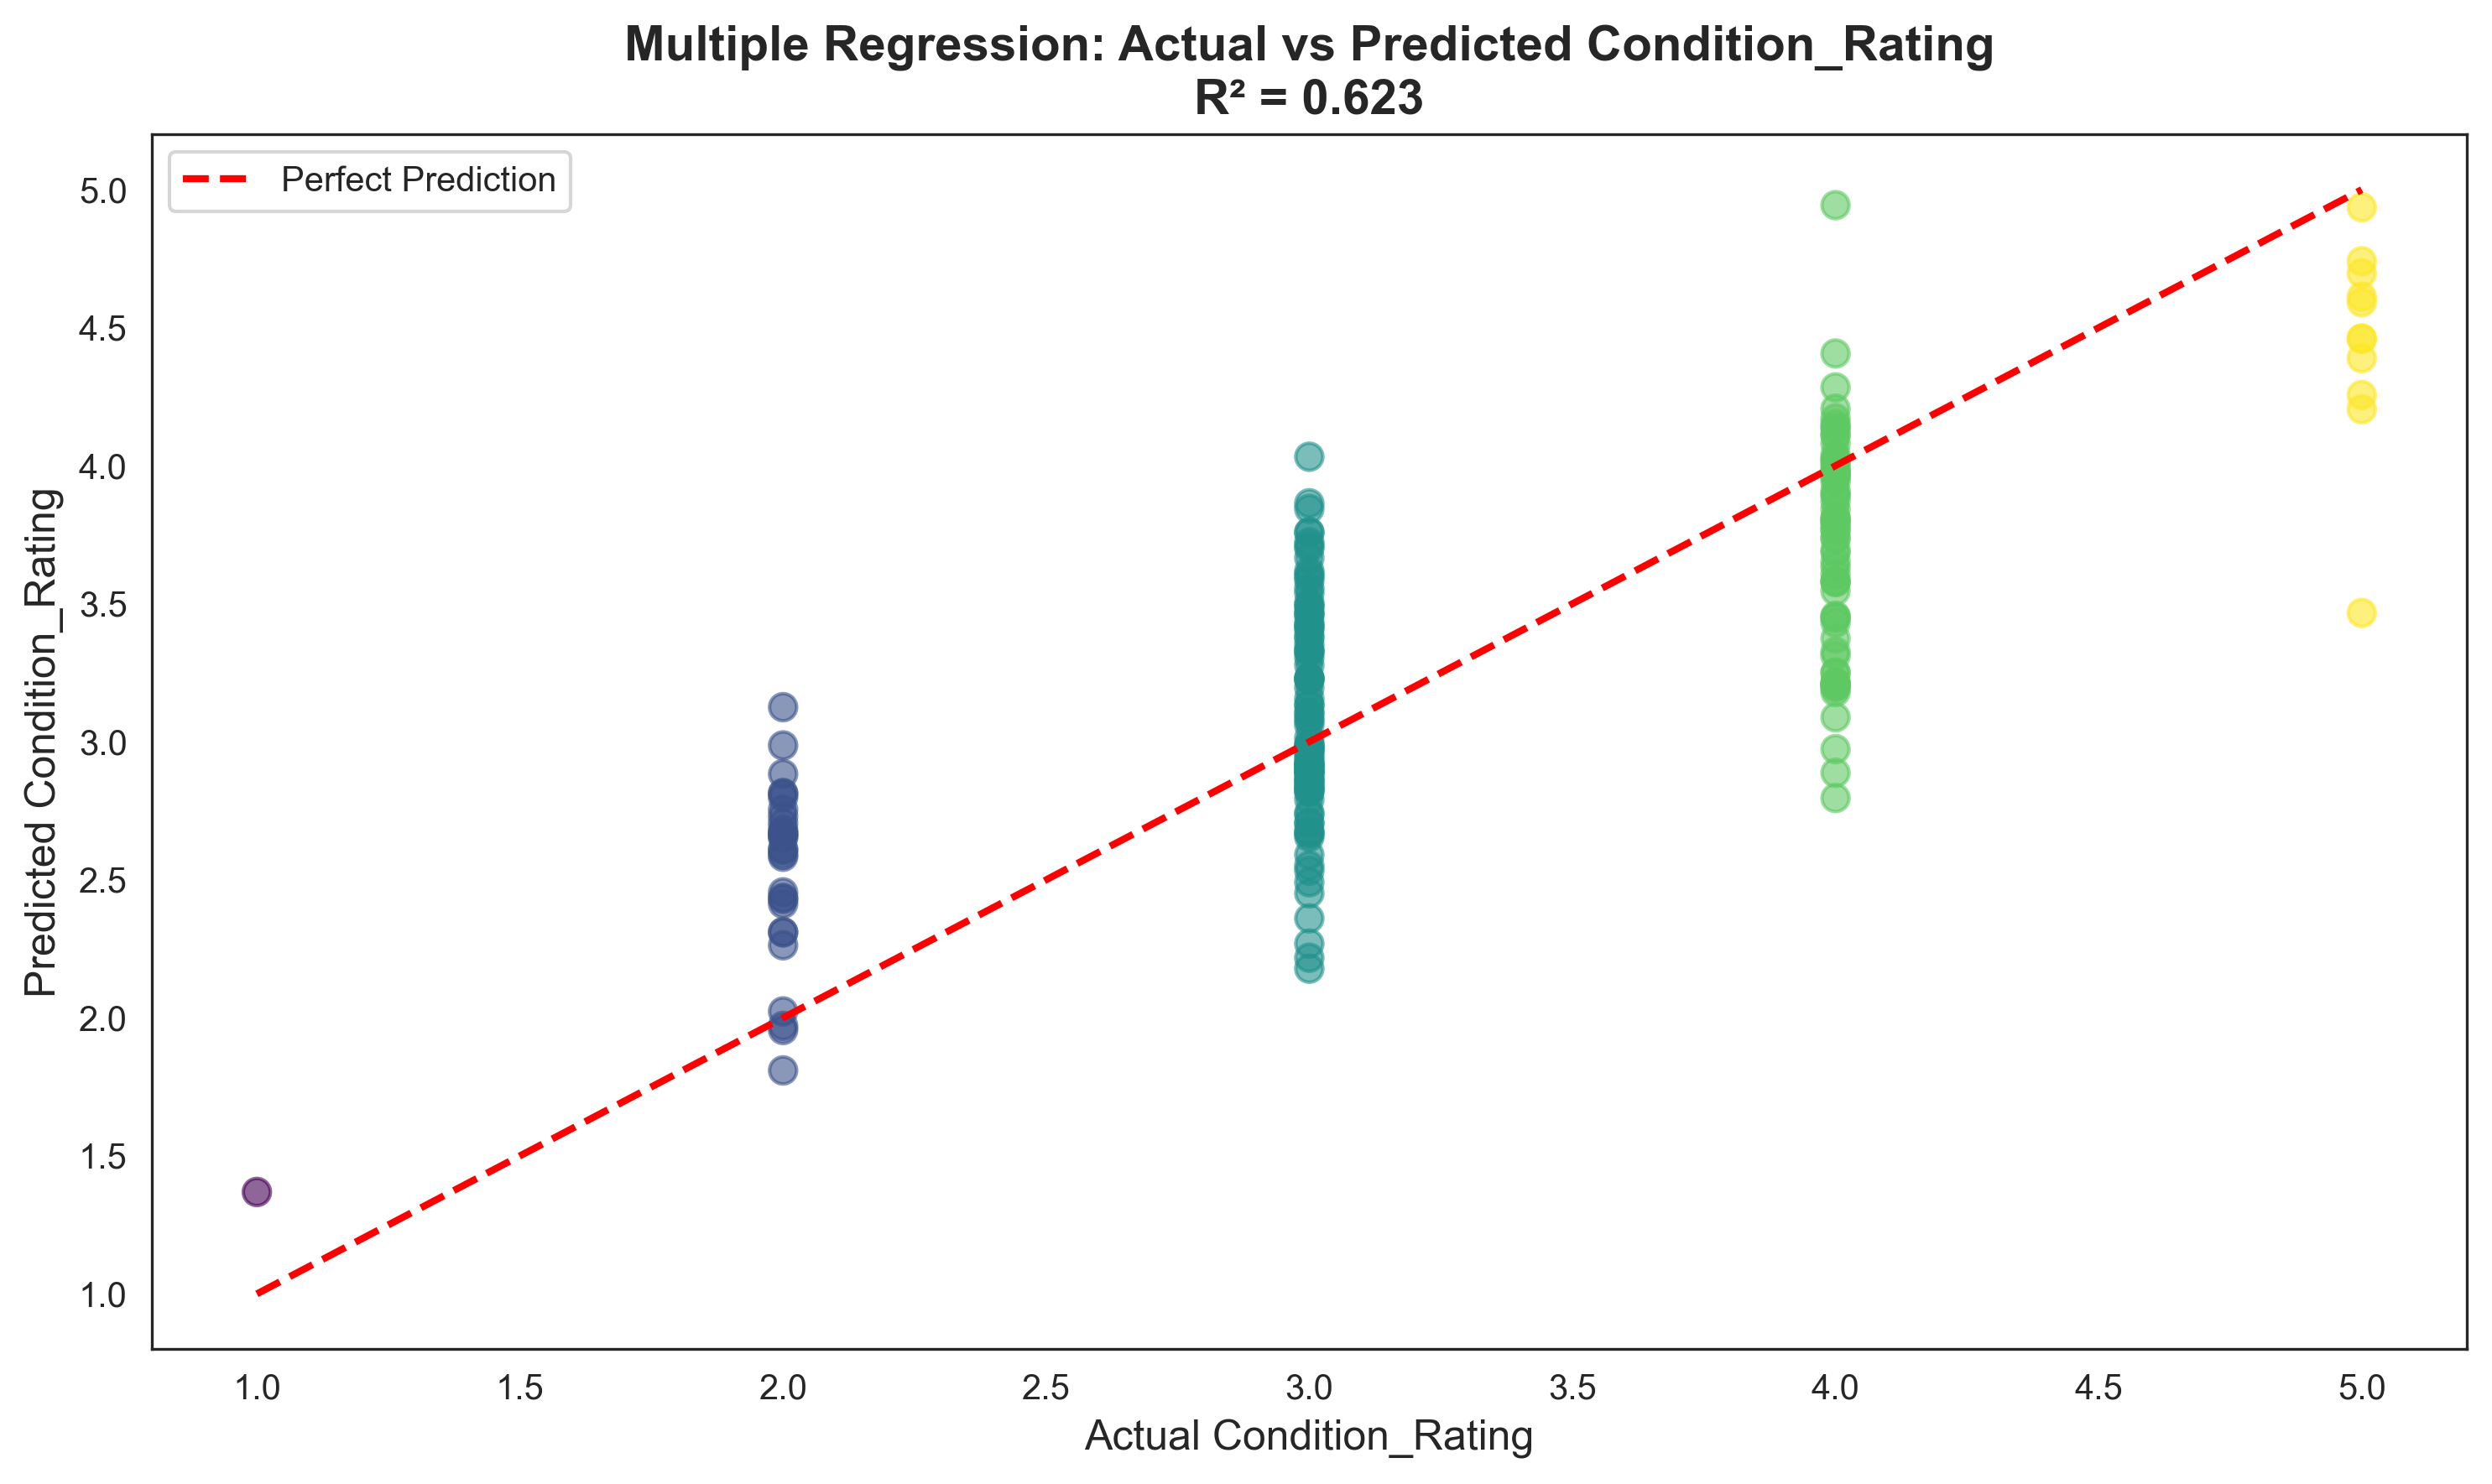 Multiple Regression: Actual vs Predicted Condition_Rating
R² = 0.623
Perfect Prediction
Predicted Condition_Rating
5.0
4.5
4.0
3.5
3.0
2.5
2.0
1.5
1.0
1.0 1.5 2.0 2.5 3.0 3.5 4.0 4.5 5.0
Actual Condition_Rating